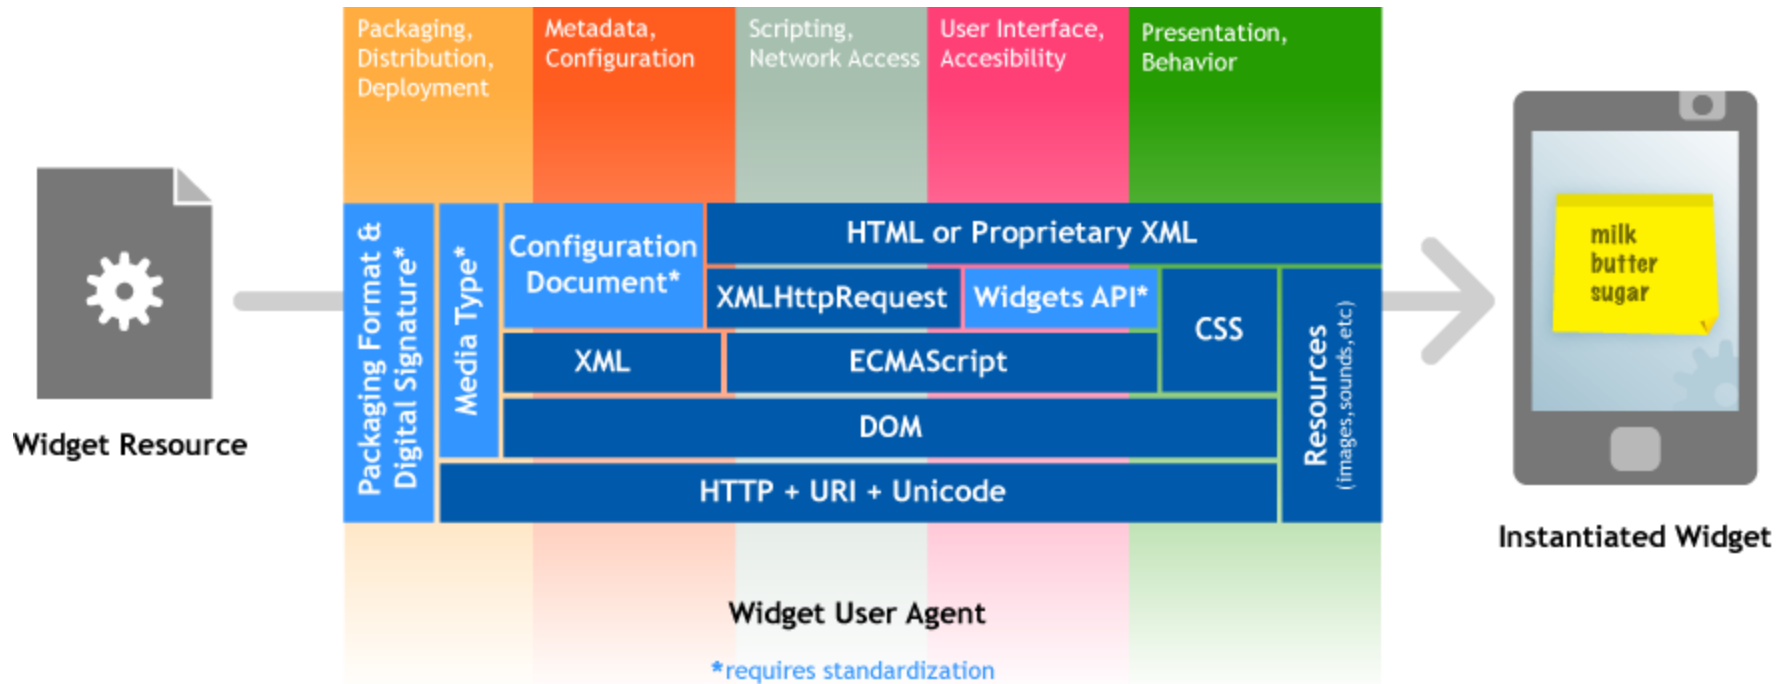 Packaging,
Distribution,
Deployment
Metadata,
Configuration
Scripting,
Network Access
User Interface,
Accesibility
Presentation,
Behavior
Widget Resource
Packaging Format &
Digital Signature*
Media Type*
Configuration
Document*
HTML or Proprietary XML
XMLHttpRequest
Widgets API*
CSS
Resources
(images,sounds,etc)
XML
ECMAScript
DOM
HTTP + URI + Unicode
milk
butter
sugar
Instantiated Widget
Widget User Agent
*requires standardization